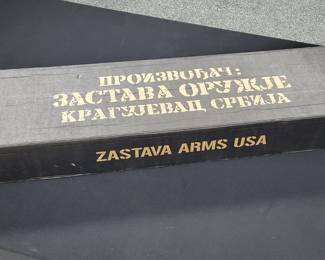 ПРОИЗВОЂАЧ:
ЗАСТАВА ОРУЖЈЕ
КРАГУЈЕВАЦ СРБИЈА
ZASTAVA ARMS USA